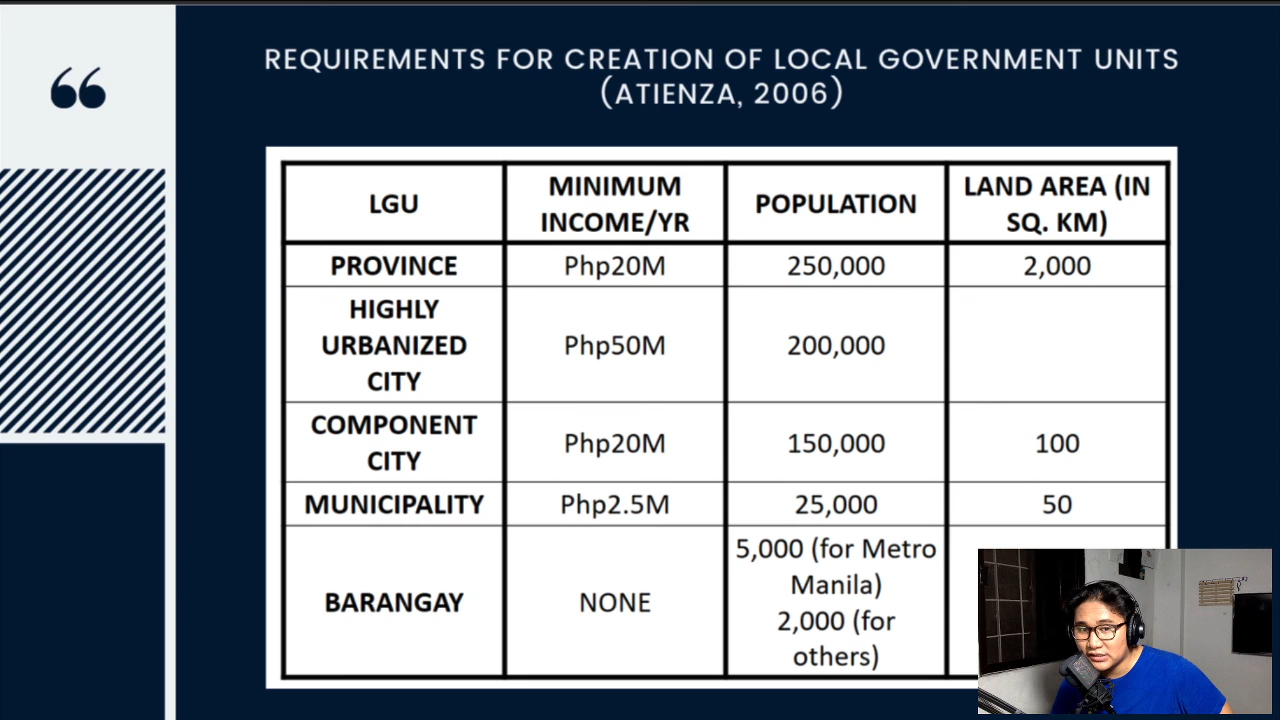 “
REQUIREMENTS FOR CREATION OF LOCAL GOVERNMENT UNITS
(ATIENZA, 2006)
LGU
MINIMUM
INCOME/YR
POPULATION
LAND AREA (IN
SQ. KM)
PROVINCE
Php20M
250,000
2,000
HIGHLY
URBANIZED
CITY
Php50M
200,000
COMPONENT
CITY
Php20M
150,000
100
MUNICIPALITY
Php2.5M
25,000
50
BARANGAY
NONE
5,000 (for Metro
Manila)
2,000 (for
others)